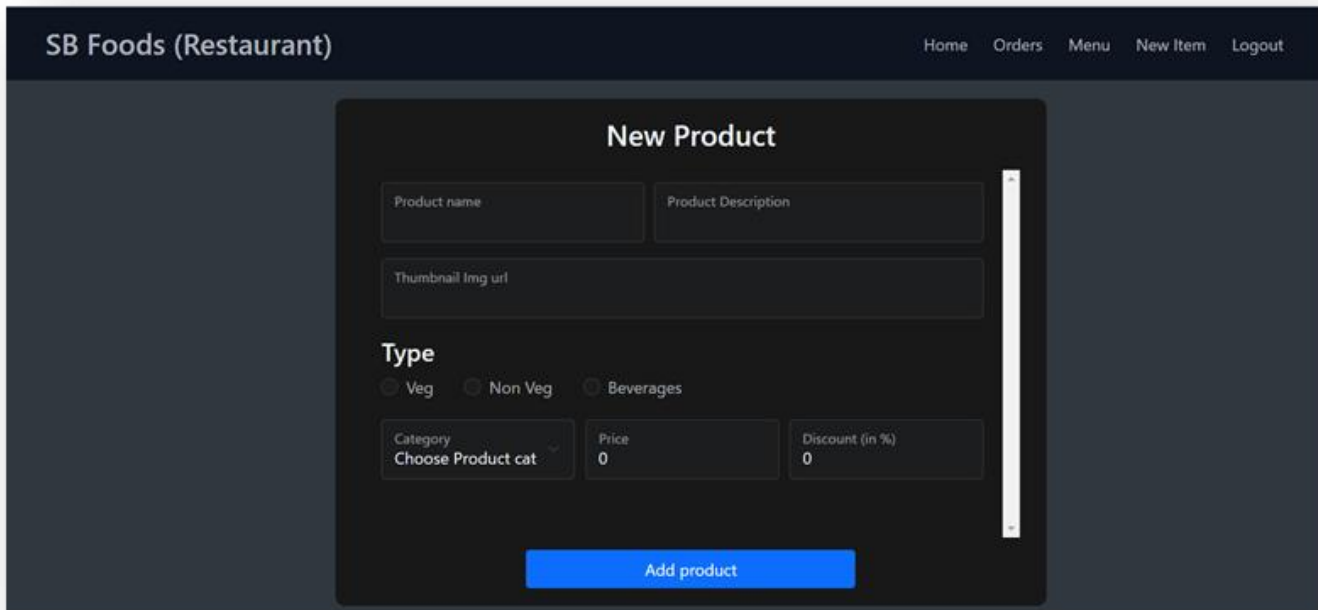 SB Foods (Restaurant)
Home Orders Menu New Item Logout
New Product
Product name Product Description
Thumbnail Img url
Type
Veg Non Veg Beverages
Category Price Discount (in %)
Choose Product cat 0 0
Add product